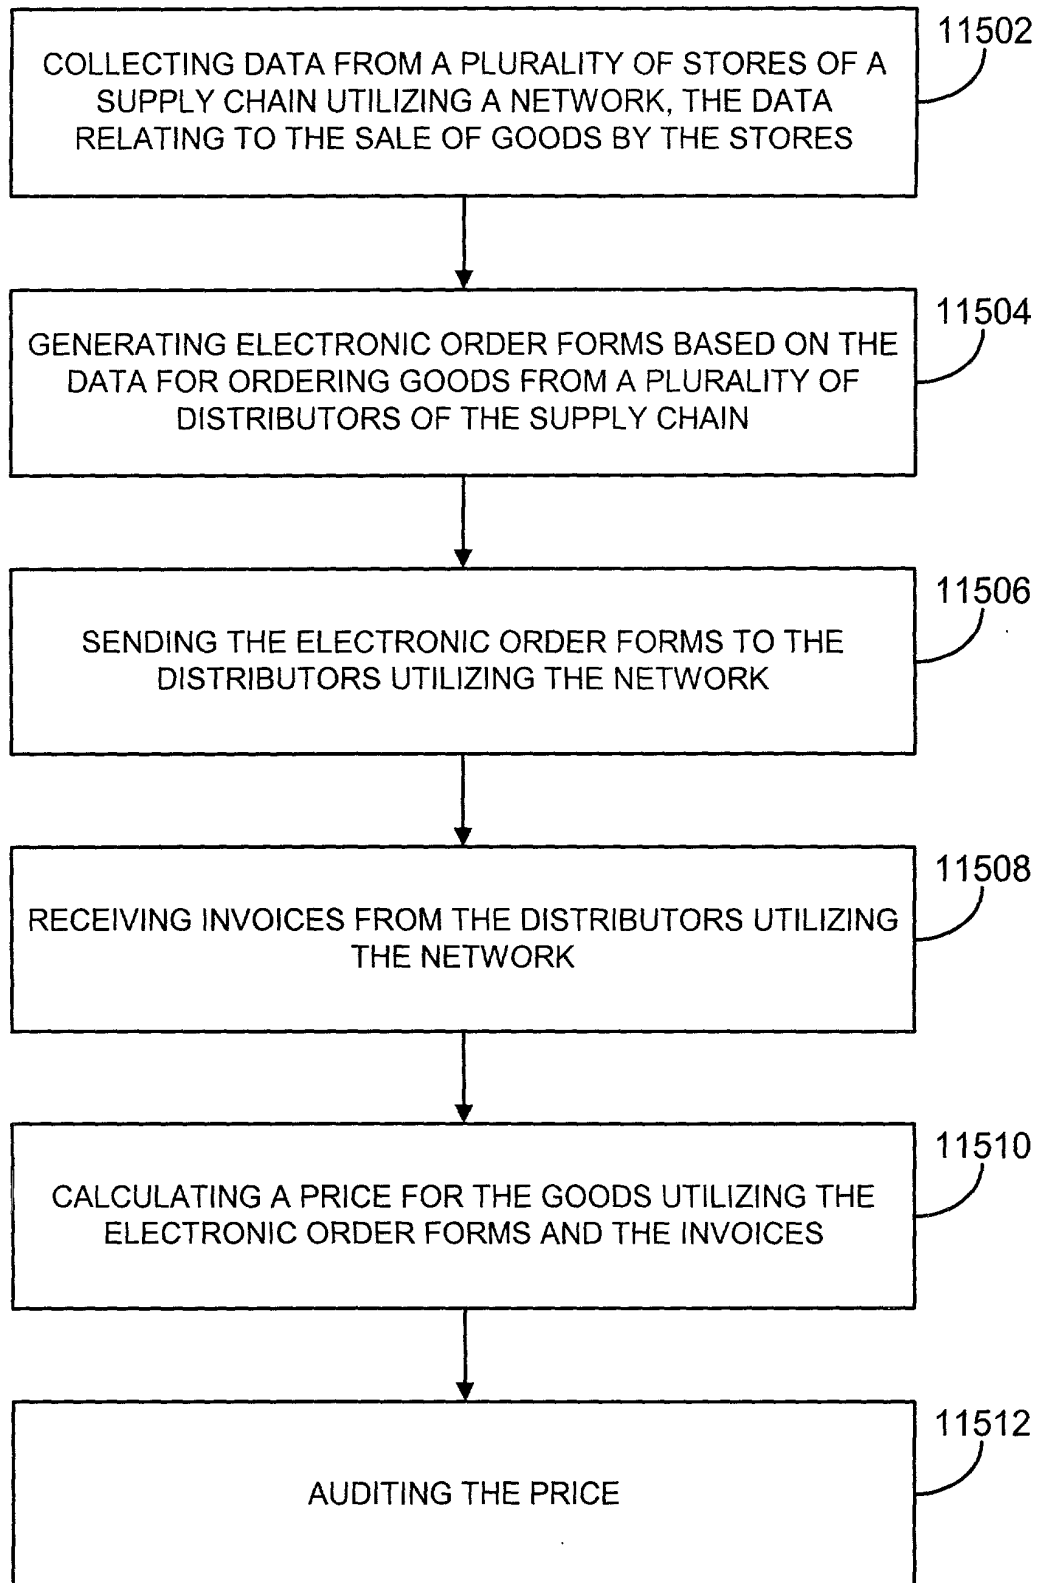 11502
COLLECTING DATA FROM A PLURALITY OF STORES OF A
SUPPLY CHAIN UTILIZING A NETWORK, THE DATA
RELATING TO THE SALE OF GOODS BY THE STORES
11504
GENERATING ELECTRONIC ORDER FORMS BASED ON THE
DATA FOR ORDERING GOODS FROM A PLURALITY OF
DISTRIBUTORS OF THE SUPPLY CHAIN
11506
SENDING THE ELECTRONIC ORDER FORMS TO THE
DISTRIBUTORS UTILIZING THE NETWORK
11508
RECEIVING INVOICES FROM THE DISTRIBUTORS UTILIZING
THE NETWORK
11510
CALCULATING A PRICE FOR THE GOODS UTILIZING THE
ELECTRONIC ORDER FORMS AND THE INVOICES
11512
AUDITING THE PRICE